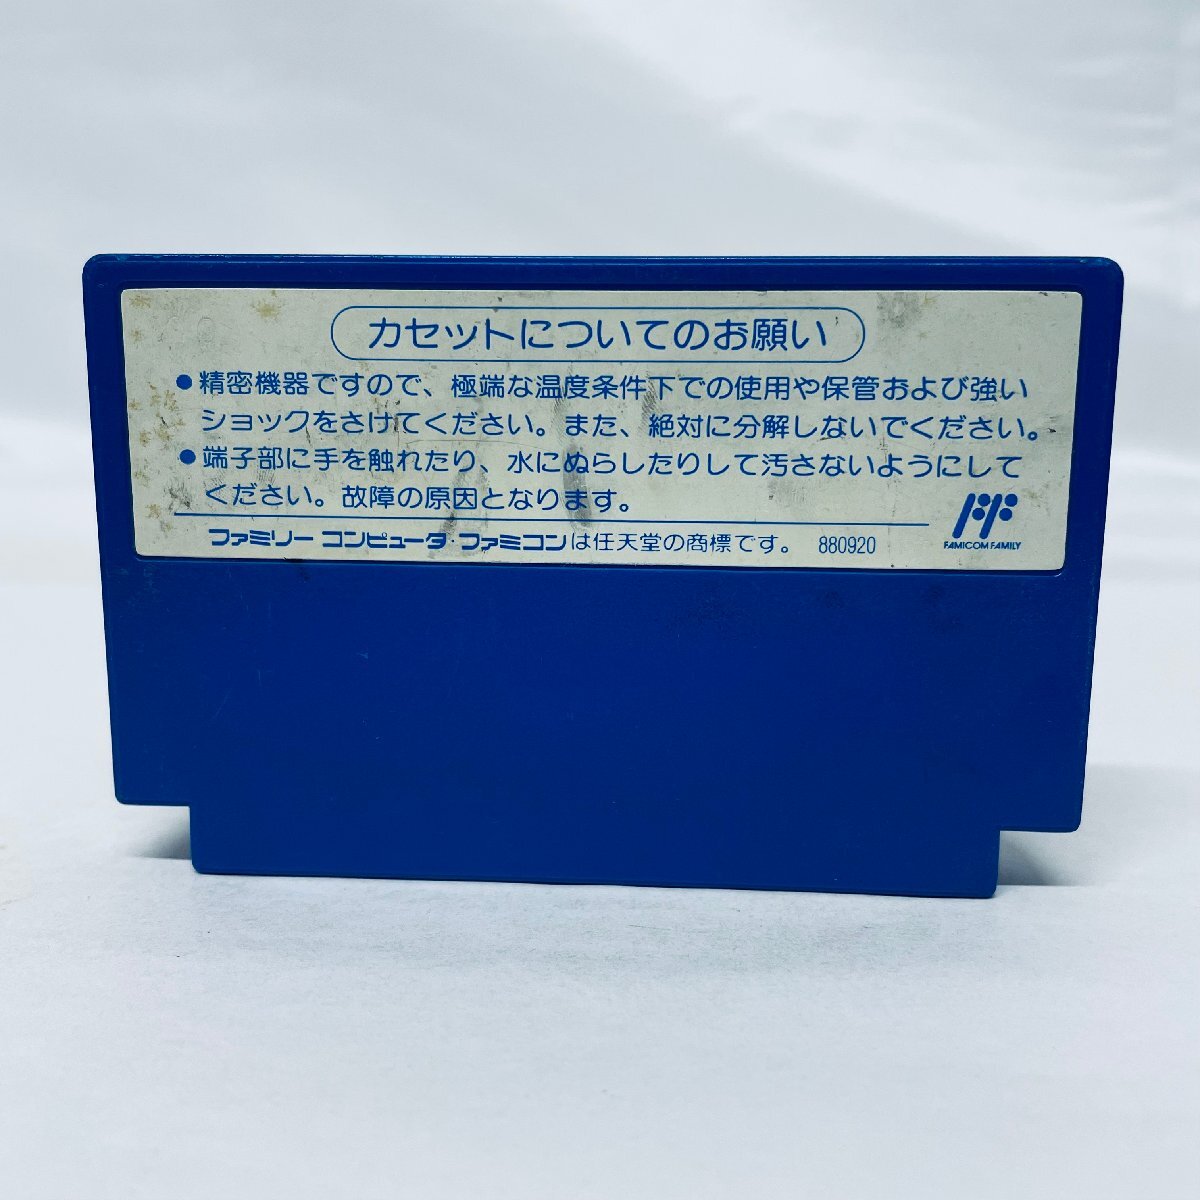 カセットについてのお願い
●精密機器ですので、極端な温度条件下での使用や保管および強い
ショックをさけてください。また、絶対に分解しないでください。
●端子部に手を触れたり、水にぬらしたりして汚さないようにして
ください。故障の原因となります。
ファミリー コンピュータ・ファミコンは任天堂の商標です。 880920
FAMICOM FAMILY